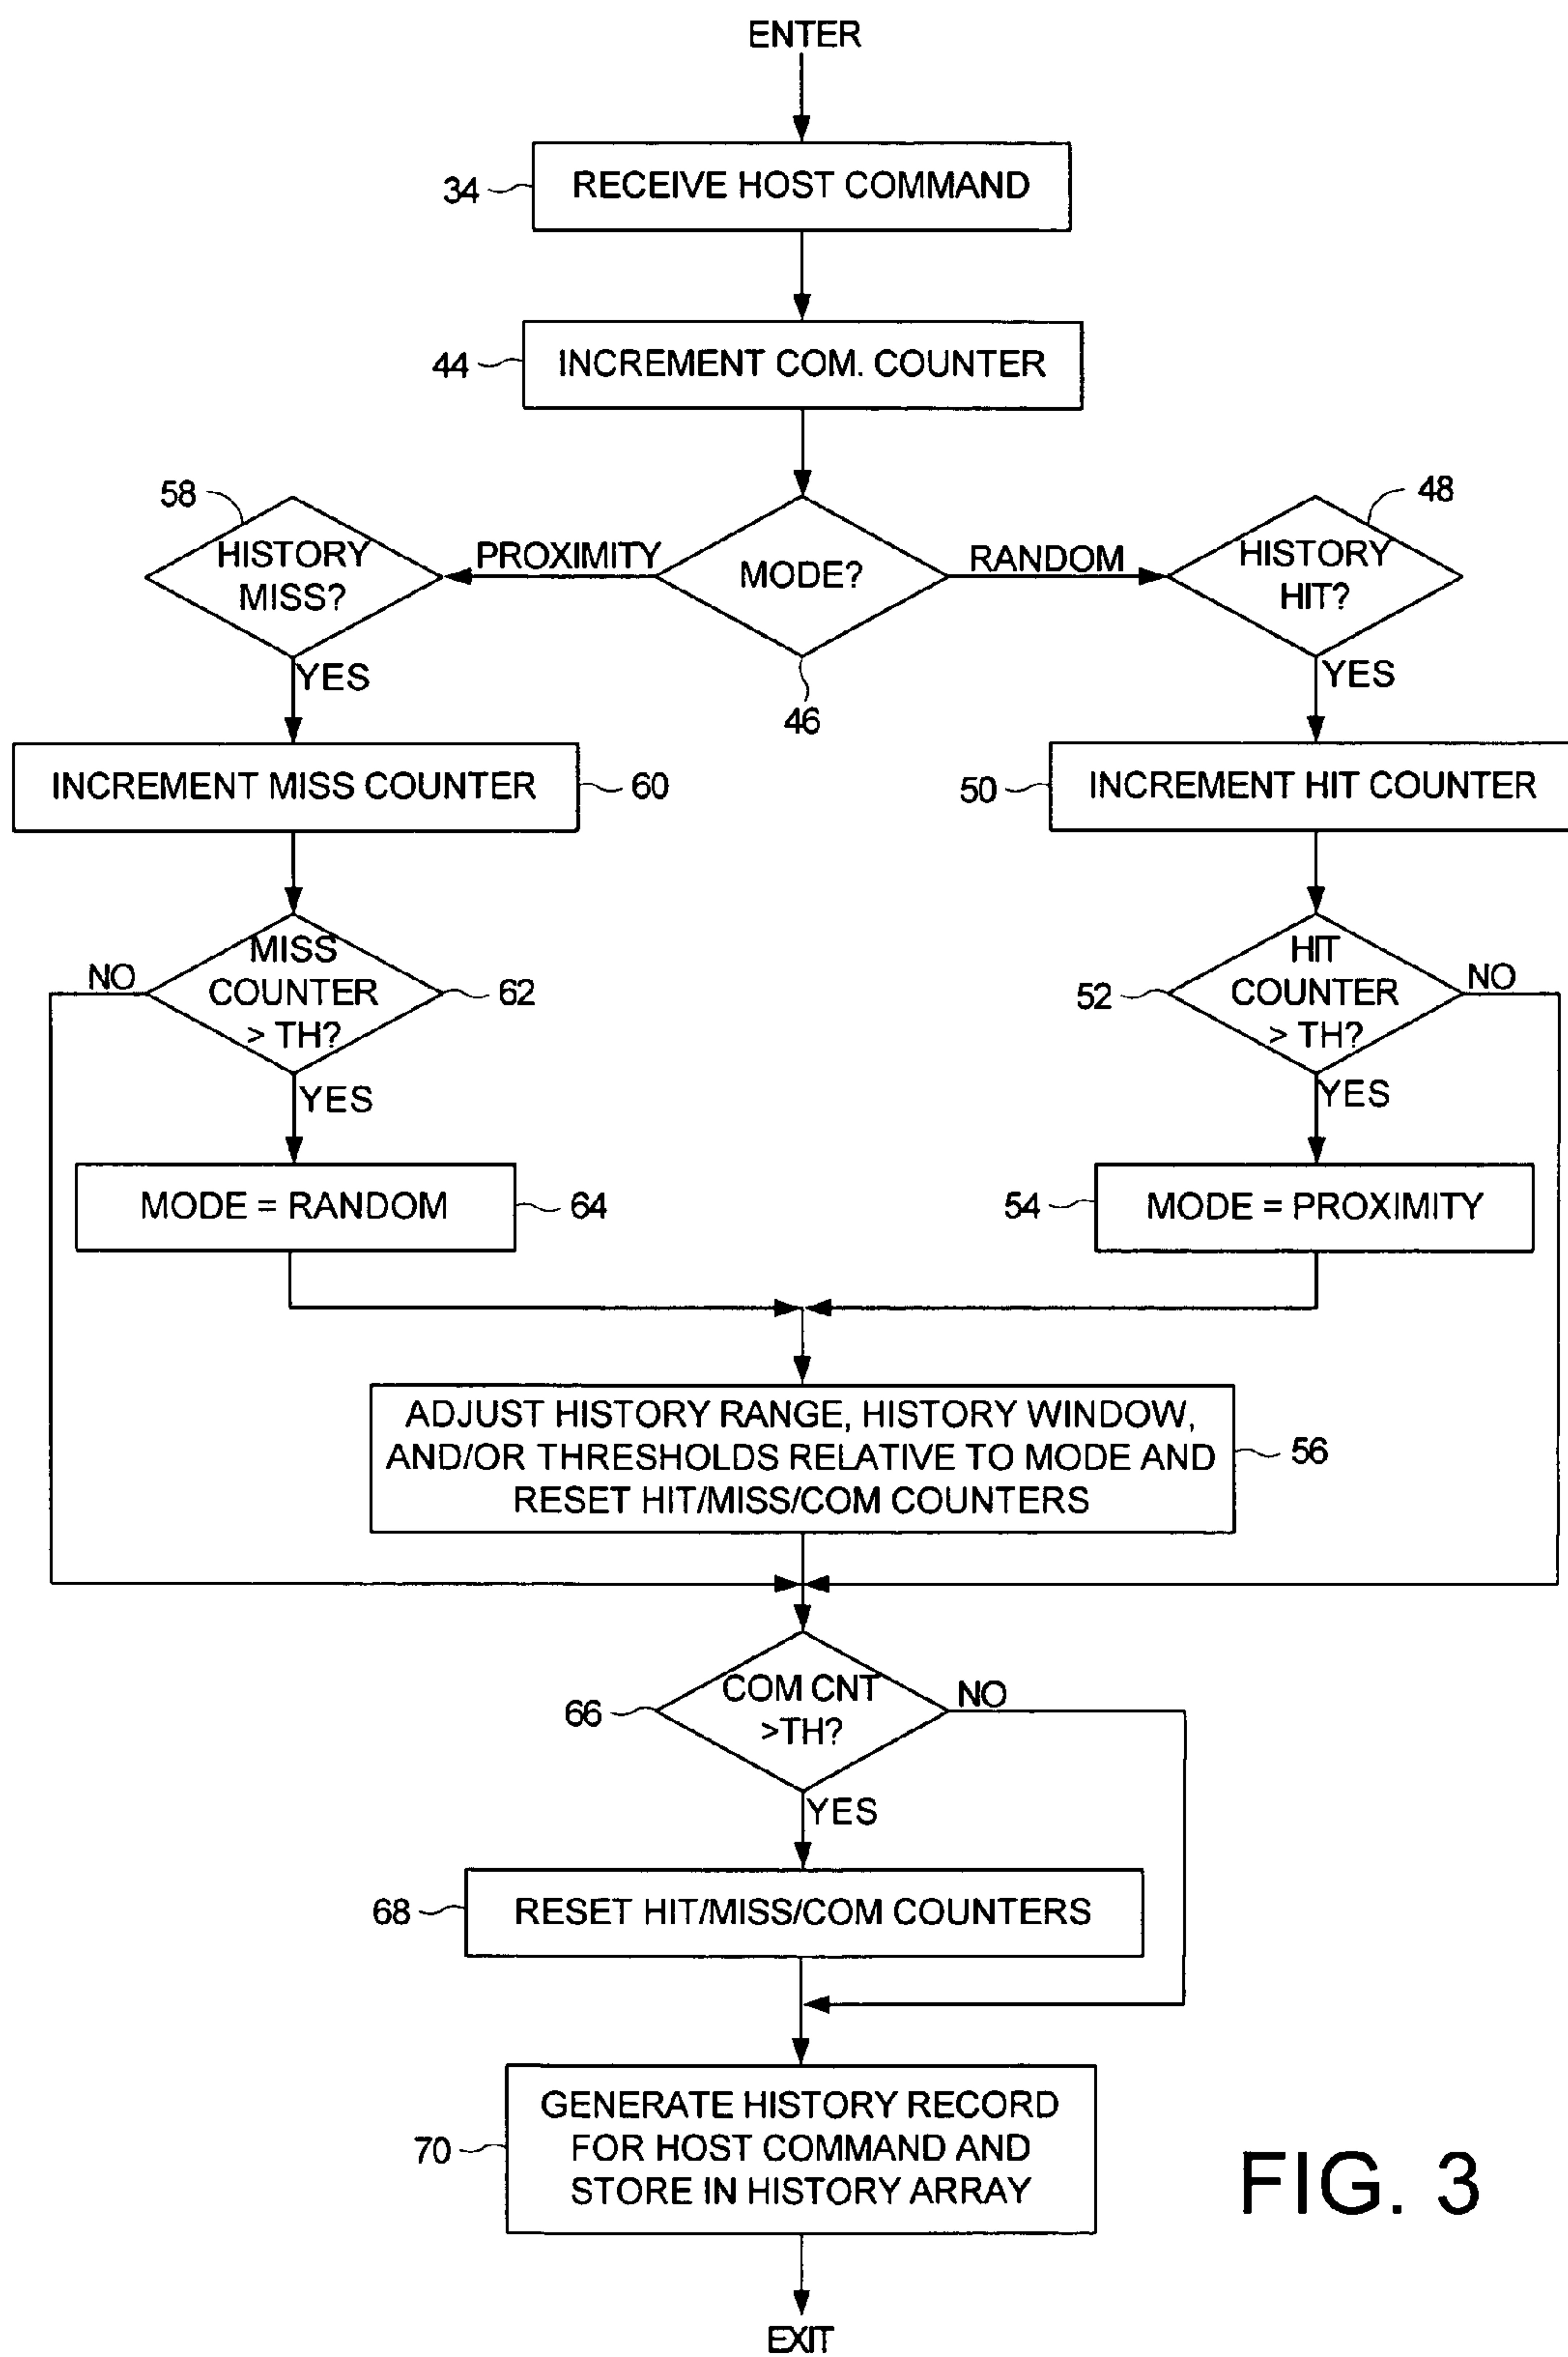 ENTER
34
RECEIVE HOST COMMAND
44
INCREMENT COM. COUNTER
58
48
HISTORY
MISS?
PROXIMITY
MODE?
RANDOM
HISTORY
HIT?
YES
46
YES
INCREMENT MISS COUNTER
60
50
INCREMENT HIT COUNTER
NO
MISS
COUNTER
> TH?
62
52
HIT
COUNTER
> TH?
NO
YES
YES
MODE = RANDOM
64
54
MODE = PROXIMITY
ADJUST HISTORY RANGE, HISTORY WINDOW,
AND/OR THRESHOLDS RELATIVE TO MODE AND
RESET HIT/MISS/COM COUNTERS
56
66
COM CNT
>TH?
NO
YES
68
RESET HIT/MISS/COM COUNTERS
70
GENERATE HISTORY RECORD
FOR HOST COMMAND AND
STORE IN HISTORY ARRAY
FIG. 3
EXIT